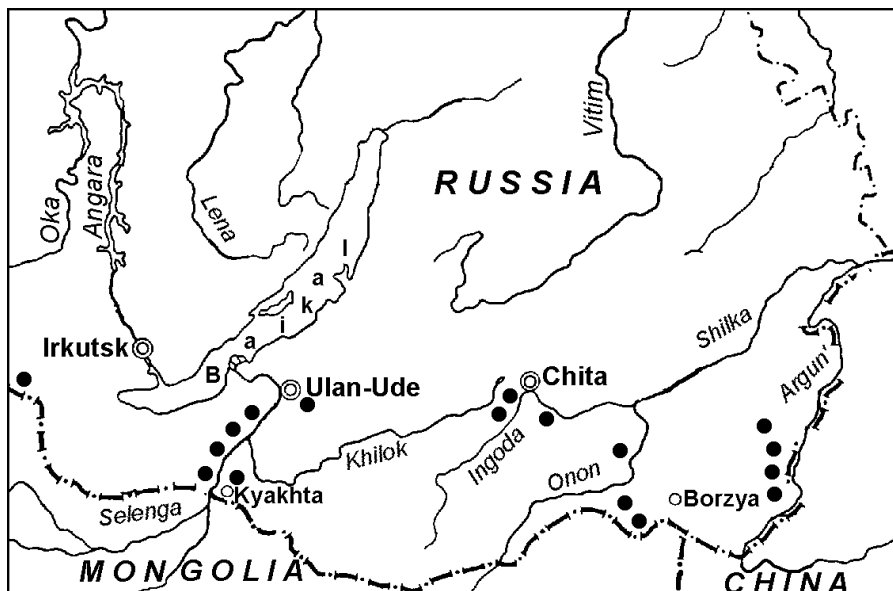 Oka
Angara
Lena
Vitim
RUSSIA
Baikal
Irkutsk
Ulan-Ude
Chita
Shilka
Argun'
Khilok
Ingoda
Onon
Selenga
Kyakhta
Borzya
MONGOLIA
CHINA